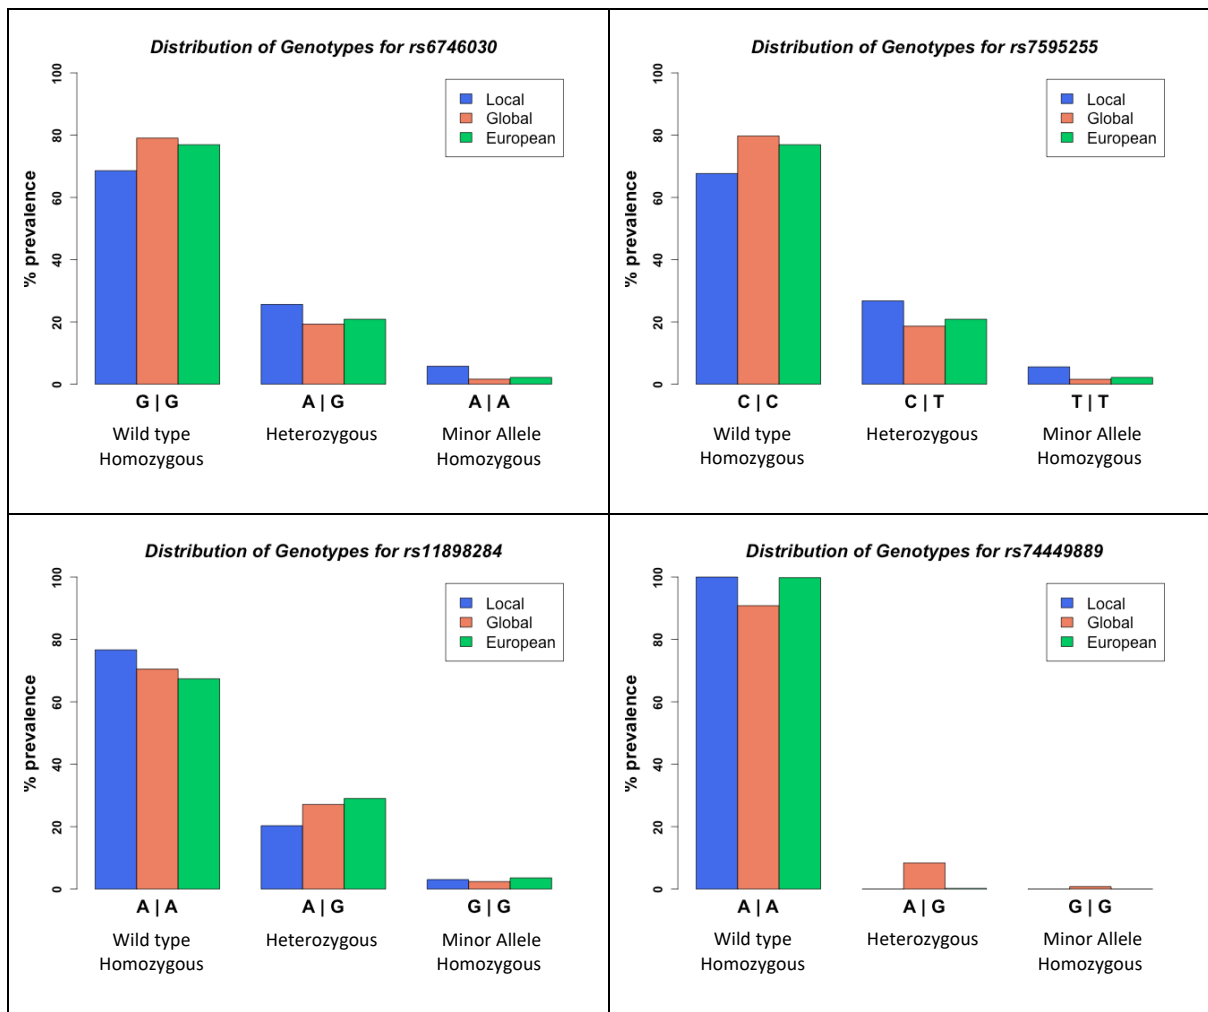 Distribution of Genotypes for rs6746030
% prevalence
0
20
40
60
80
100
Local
Global
European
G | G
A | G
A | A
Wild type
Homozygous
Heterozygous
Minor Allele
Homozygous
Distribution of Genotypes for rs7595255
% prevalence
0
20
40
60
80
100
Local
Global
European
C | C
C | T
T | T
Wild type
Homozygous
Heterozygous
Minor Allele
Homozygous
Distribution of Genotypes for rs11898284
% prevalence
0
20
40
60
80
100
Local
Global
European
A | A
A | G
G | G
Wild type
Homozygous
Heterozygous
Minor Allele
Homozygous
Distribution of Genotypes for rs74449889
% prevalence
0
20
40
60
80
100
Local
Global
European
A | A
A | G
G | G
Wild type
Homozygous
Heterozygous
Minor Allele
Homozygous